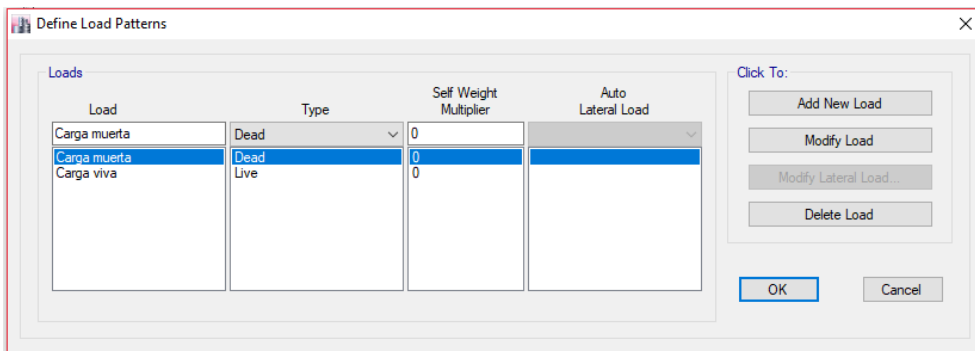 Define Load Patterns
Loads
Click To:
Load
Type
Self Weight
Multiplier
Auto
Lateral Load
Carga muerta Dead 0
Carga muerta Dead 0
Carga viva Live 0
Add New Load
Modify Load
Modify Lateral Load...
Delete Load
OK Cancel